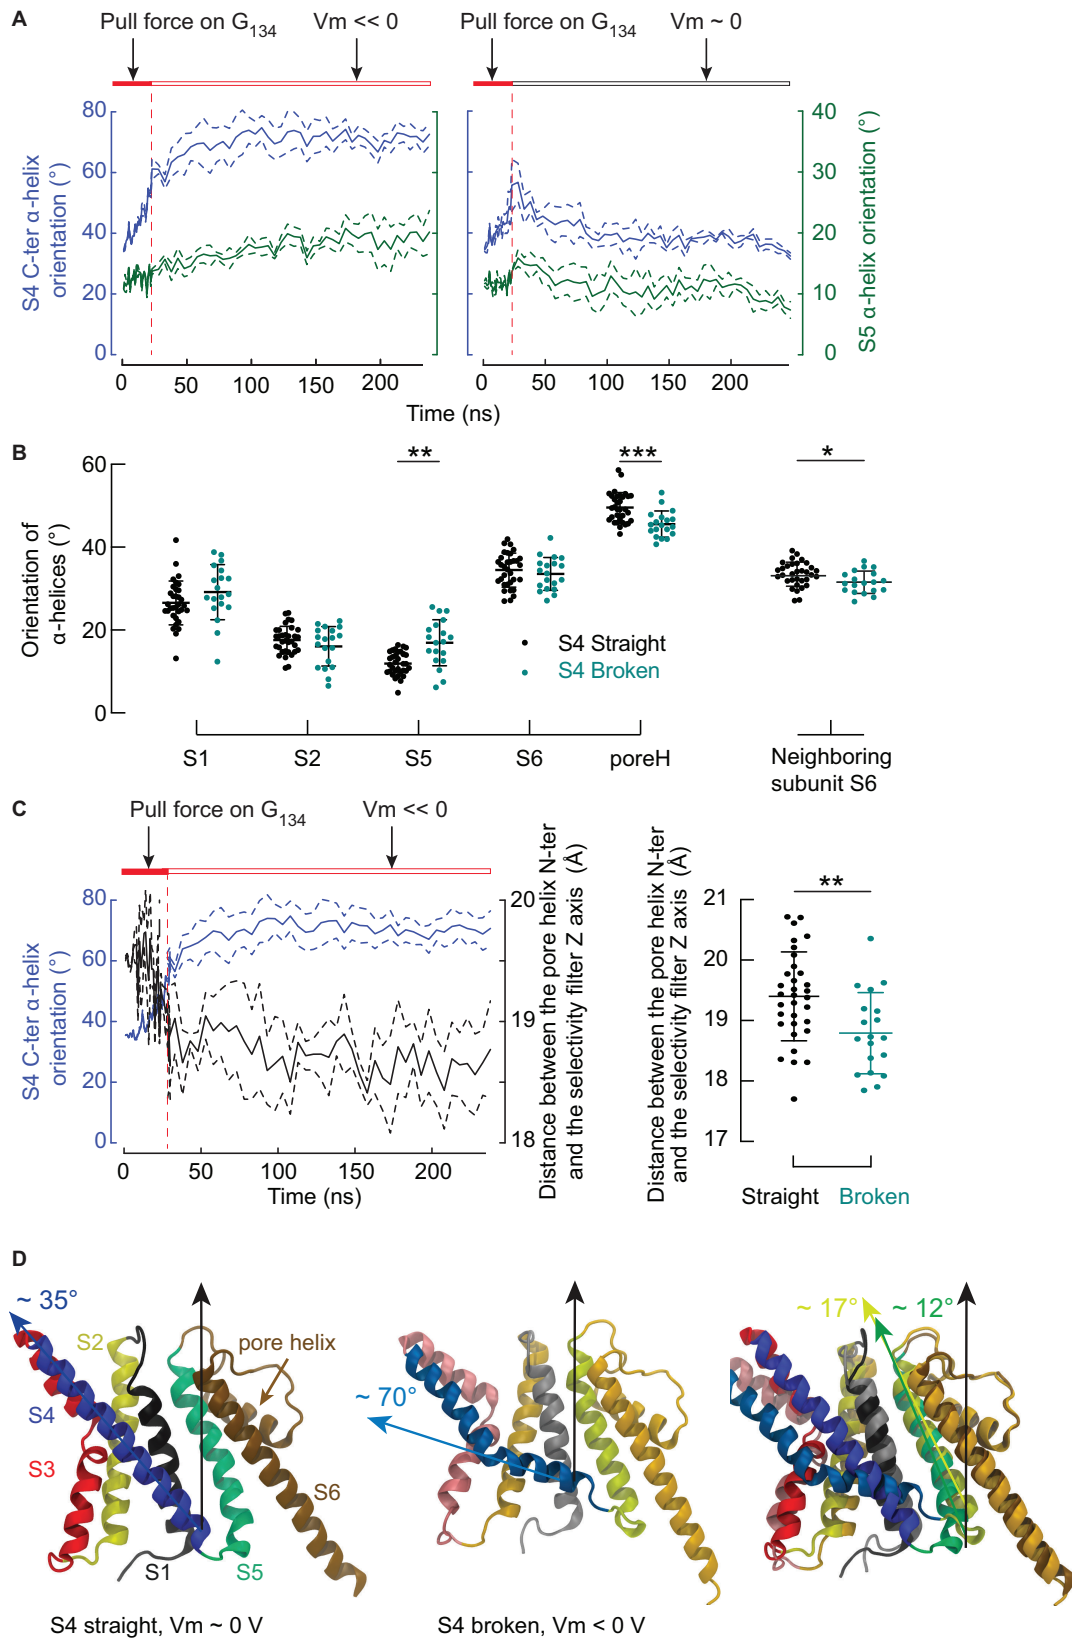 A
Pull force on G134
Vm << 0
Pull force on G134
Vm ~ 0
S4 C-ter α-helix
orientation (°)
80
60
40
20
0
0
50
100
150
200
0
50
100
150
200
40
30
20
10
0
S5 α-helix orientation (°)
Time (ns)
B
Orientation of
α-helices (°)
60
40
20
0
**
***
*
S4 Straight
S4 Broken
S1
S2
S5
S6
poreH
Neighboring
subunit S6
C
Pull force on G134
Vm << 0
S4 C-ter α-helix
orientation (°)
80
60
40
20
0
0
50
100
150
200
Time (ns)
20
19
18
Distance between the pore helix N-ter
and the selectivity filter Z axis (Å)
Distance between the pore helix N-ter
and the selectivity filter Z axis (Å)
21
20
19
18
17
**
Straight
Broken
D
~ 35°
S2
pore helix
S4
S3
S6
S1
S5
S4 straight, Vm ~ 0 V
~ 70°
S4 broken, Vm < 0 V
~ 17°
~ 12°